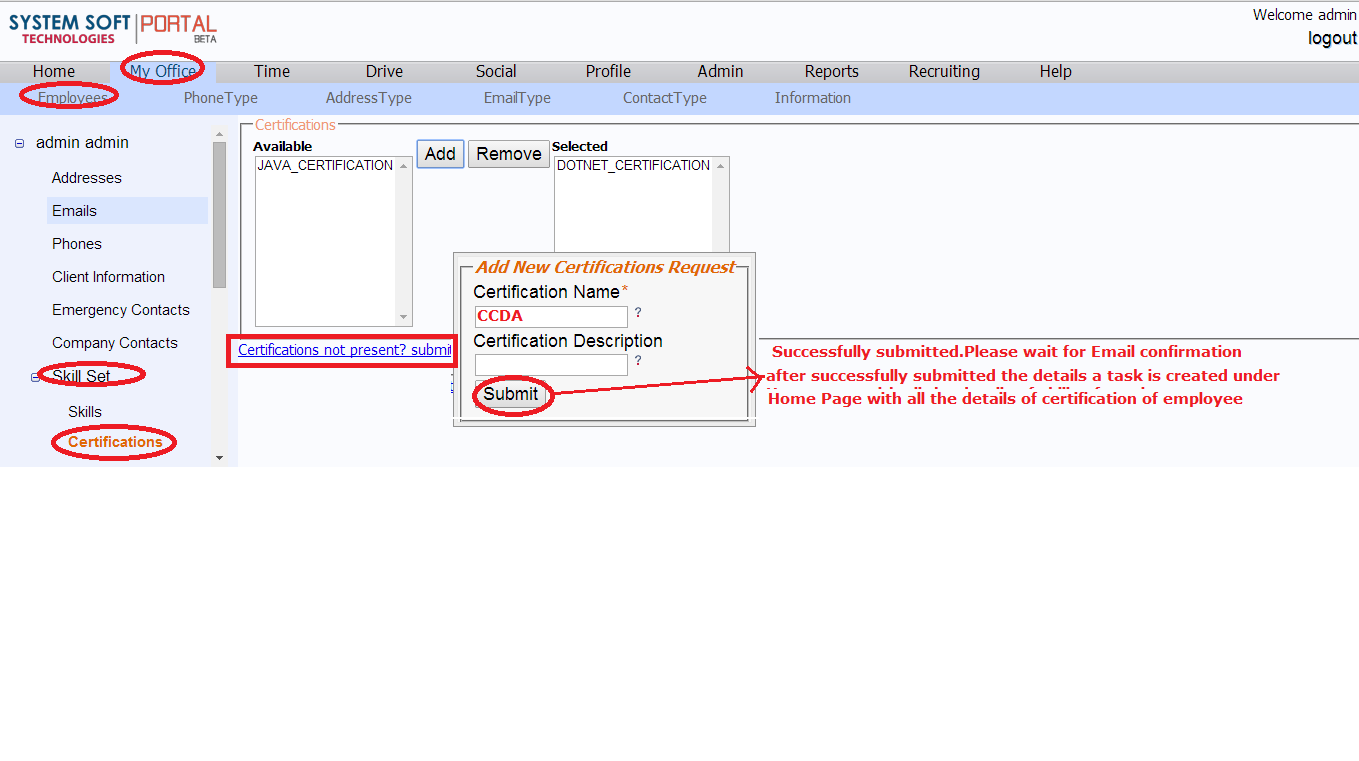 SYSTEM SOFT PORTAL
TECHNOLOGIES BETA
Welcome admin
logout
Home My Office Time Drive Social Profile Admin Reports Recruiting Help
Employees PhoneType AddressType EmailType ContactType Information
admin admin
Addresses
Emails
Phones
Client Information
Emergency Contacts
Company Contacts
Skill Set
Skills
Certifications
Certifications
Available
JAVA_CERTIFICATION
Add Remove
Selected
DOTNET_CERTIFICATION
Certifications not present?
Add New Certifications Request
Certification Name*
CCDA ?
Certification Description
?
Submit
Successfully submitted.Please wait for Email confirmation
after successfully submitted the details a task is created under
Home Page with all the details of certification of employee